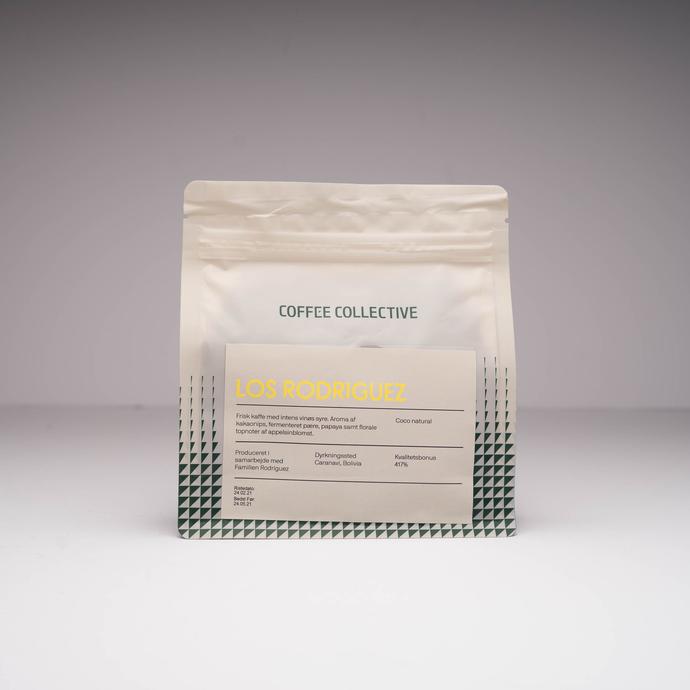 COFFEE COLLECTIVE
LOS RODRIGUEZ
Frisk kaffe med intens vinøs syre. Aroma af
kakaonips, fermenteret pære, papaya samt florale
topnoter af appelsinblomst.
Coco natural
Produceret i
samarbejde med
Familien Rodriguez
Dyrkningssted
Caranavi, Bolivia
Kvalitetsbonus
417%
Ristedato
24.02.21
Bedst Før
24.05.21